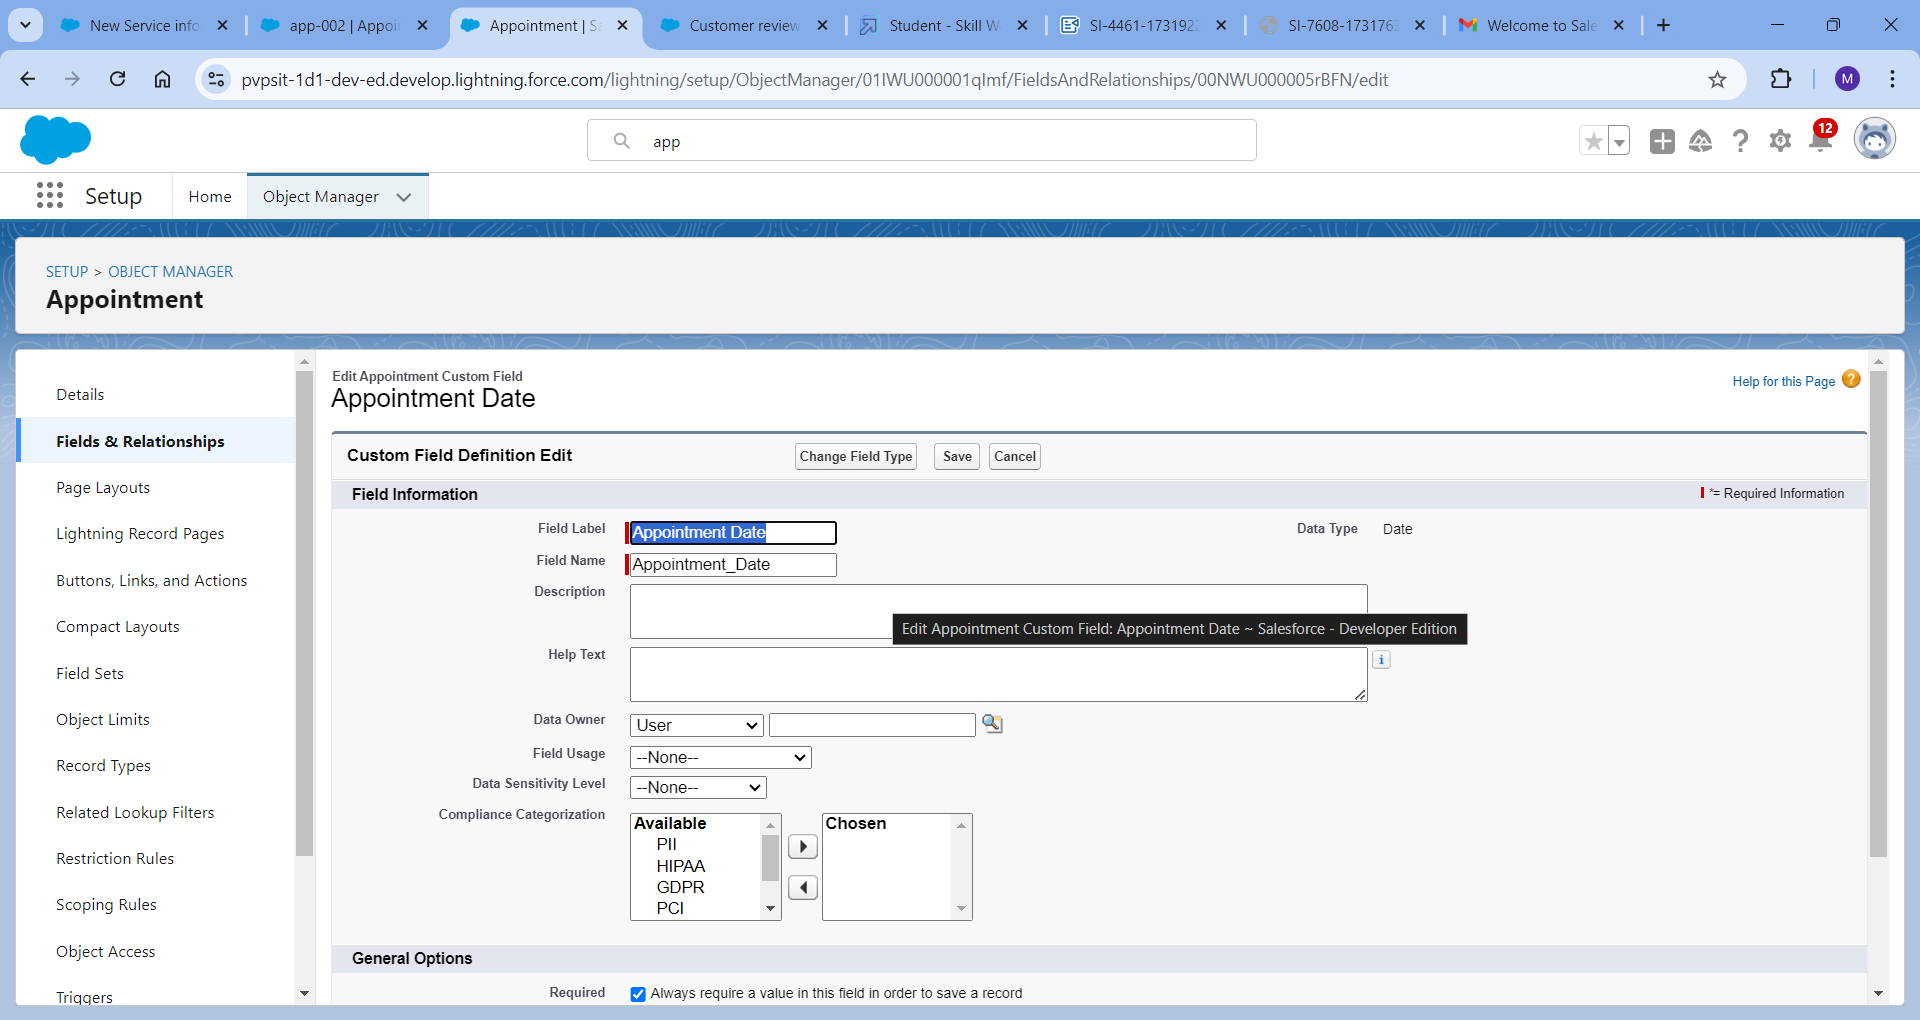 New Service info
app-002 | Appoi
Appointment | Sa
Customer review
Student - Skill W
SI-4461-1731922
SI-7608-173176
Welcome to Sale
pvpsit-1d1-dev-ed.develop.lightning.force.com/lightning/setup/ObjectManager/01IWU000001qImf/FieldsAndRelationships/00NWU000005rBFN/edit
M
app
12
Setup
Home
Object Manager
SETUP > OBJECT MANAGER
Appointment
Details
Fields & Relationships
Page Layouts
Lightning Record Pages
Buttons, Links, and Actions
Compact Layouts
Field Sets
Object Limits
Record Types
Related Lookup Filters
Restriction Rules
Scoping Rules
Object Access
Triggers
Edit Appointment Custom Field
Appointment Date
Help for this Page ?
Custom Field Definition Edit
Change Field Type
Save
Cancel
Field Information
*= Required Information
Field Label Appointment Date
Data Type Date
Field Name Appointment_Date
Description
Edit Appointment Custom Field: Appointment Date ~ Salesforce - Developer Edition
Help Text
i
Data Owner User
Field Usage --None--
Data Sensitivity Level --None--
Compliance Categorization
Available
PII
HIPAA
GDPR
PCI
Chosen
General Options
Required Always require a value in this field in order to save a record